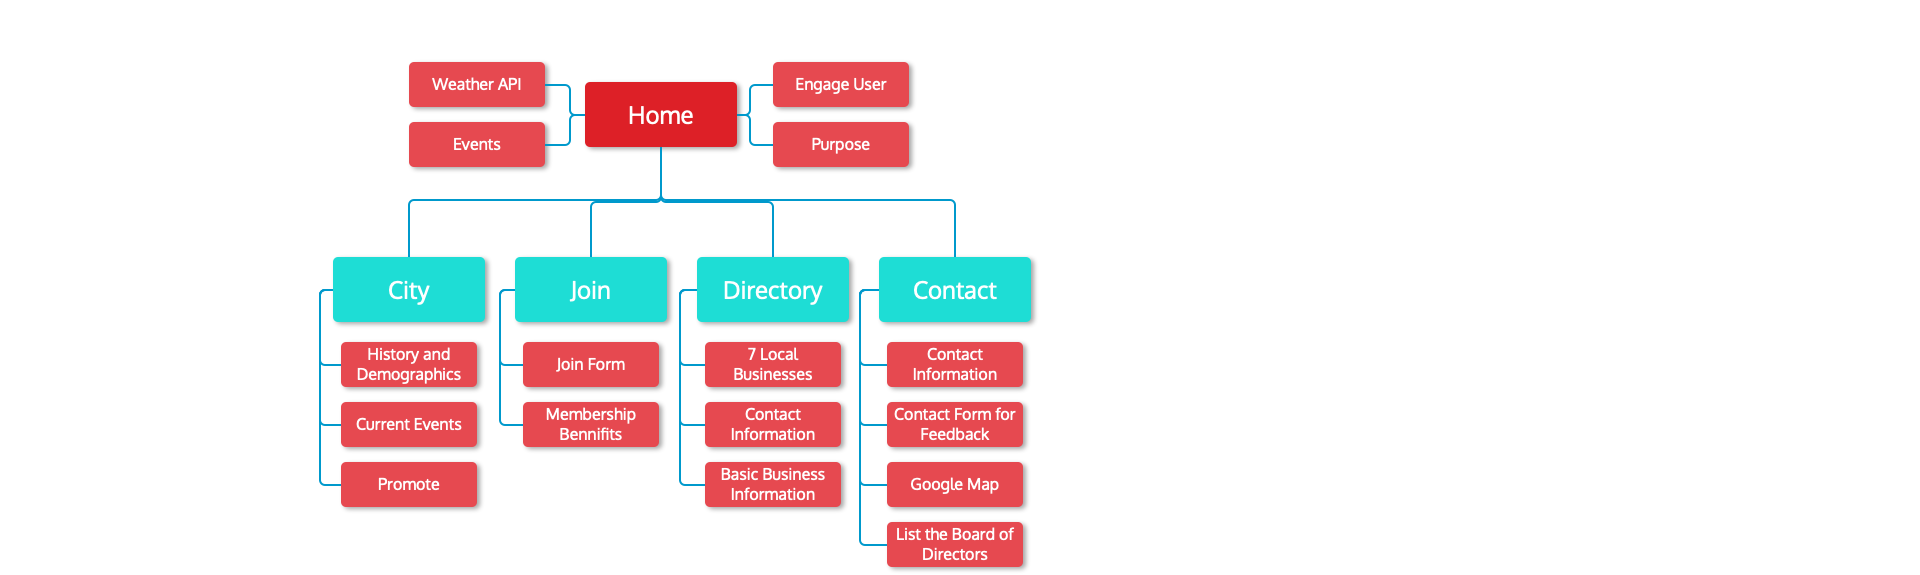 Weather API
Engage User
Home
Events
Purpose
City
Join
Directory
Contact
History and
Demographics
Current Events
Promote
Join Form
Membership
Bennifits
7 Local
Businesses
Contact
Information
Basic Business
Information
Contact
Information
Contact Form for
Feedback
Google Map
List the Board of
Directors